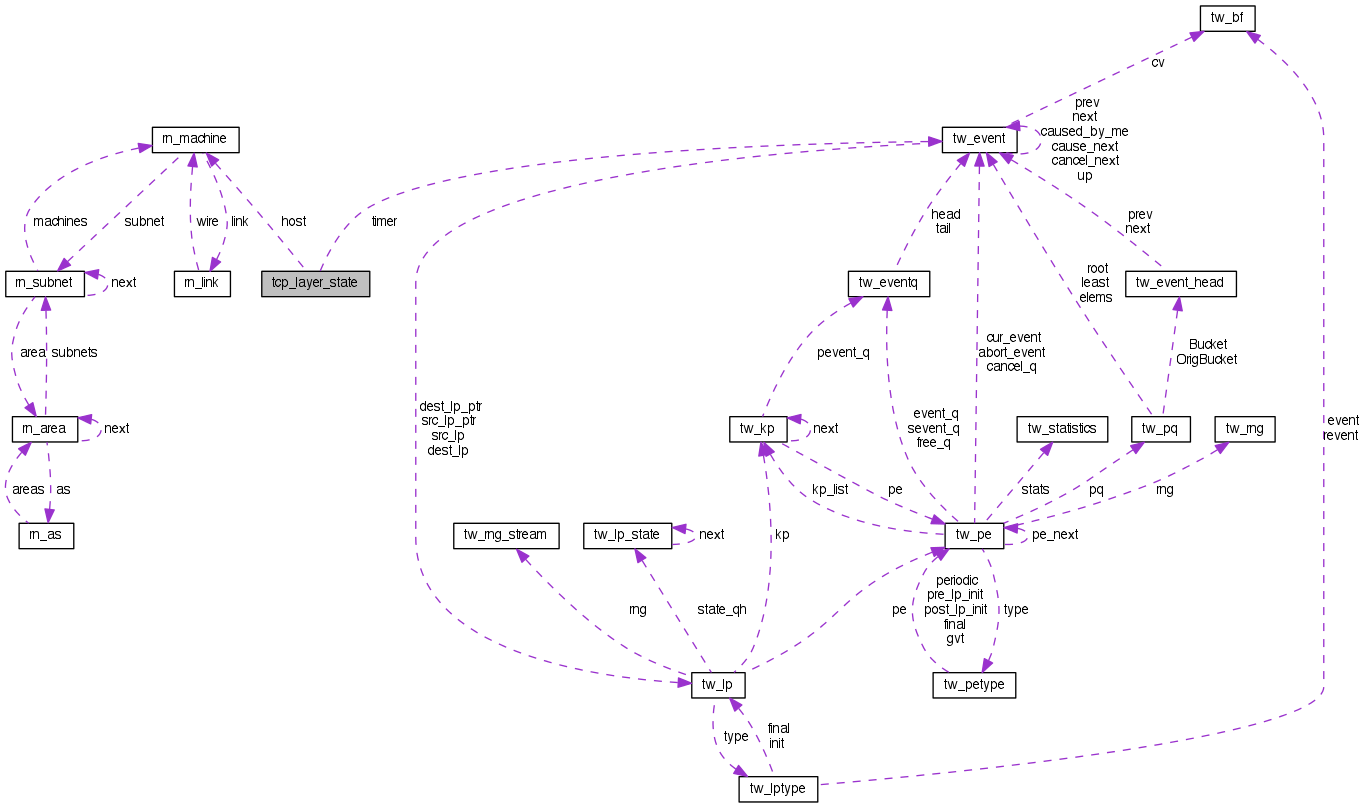 tw_bf
cv
prev
next
caused_by_me
cause_next
cancel_next
up
rn_machine
tw_event
machines
subnet
wire
link
host
timer
head
tail
prev
next
rn_subnet
next
rn_link
tcp_layer_state
tw_eventq
root
least
elems
tw_event_head
area
subnets
pevent_q
cur_event
abort_event
cancel_q
Bucket
OrigBucket
dest_lp_ptr
src_lp_ptr
src_lp
dest_lp
event_q
sevent_q
free_q
event
revent
rn_area
next
tw_kp
next
tw_statistics
tw_pq
tw_rng
areas
as
kp_list
pe
stats
pq
rng
rn_as
tw_rng_stream
tw_lp_state
next
kp
tw_pe
pe_next
rng
state_qh
pe
periodic
pre_lp_init
post_lp_init
final
gvt
type
tw_lp
tw_petype
type
final
init
tw_lptype